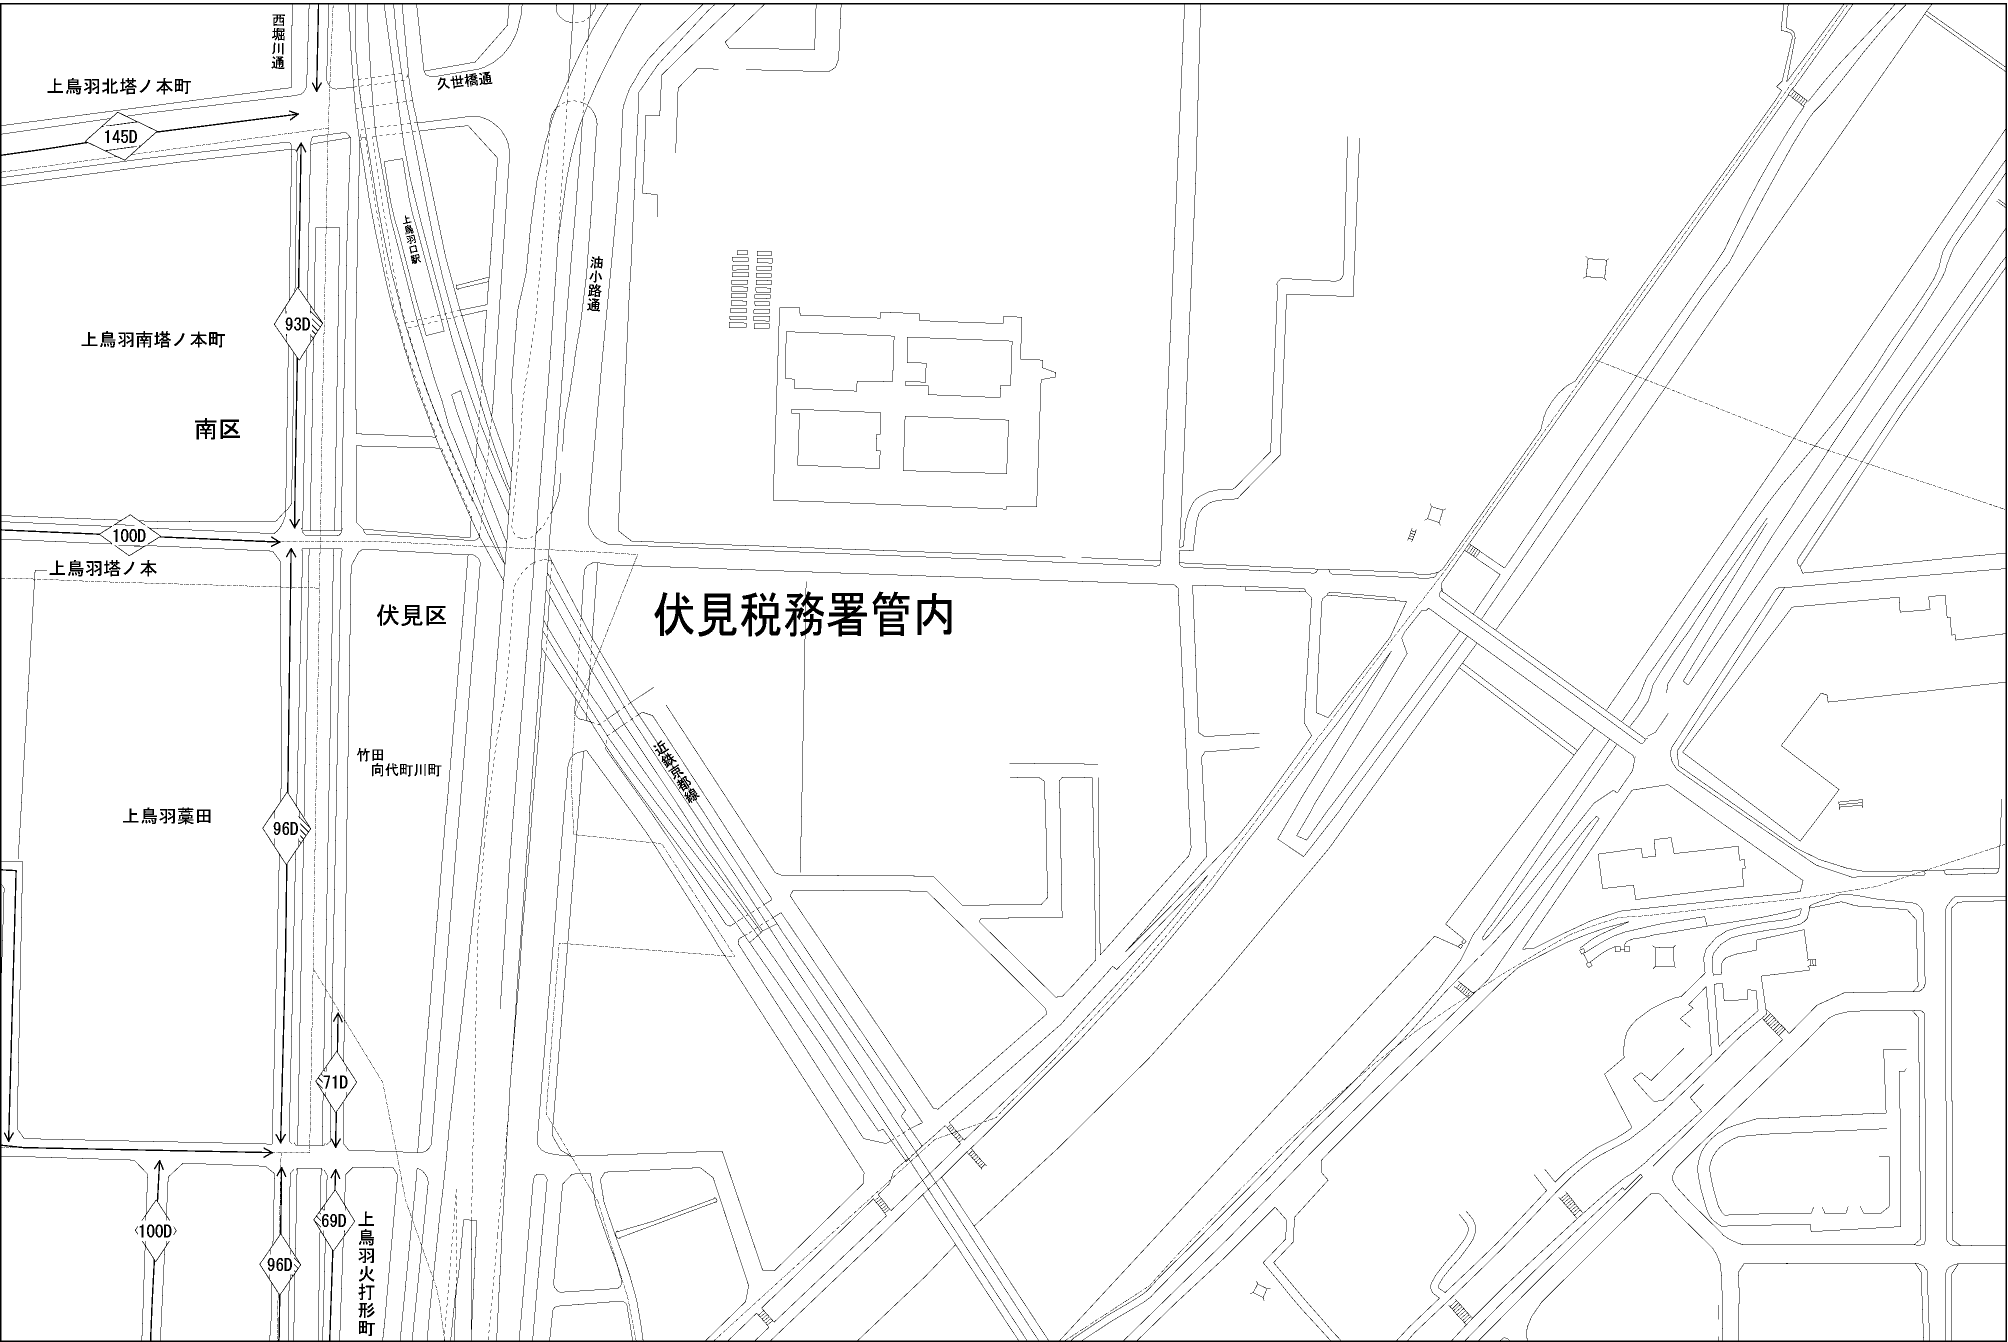 西堀川通
上鳥羽北塔ノ本町
久世橋通
145D
上鳥羽口駅
油小路通
93D
上鳥羽南塔ノ本町
南区
100D
上鳥羽塔ノ本
伏見区
伏見税務署管内
近鉄京都線
竹田
向代町川町
上鳥羽藁田
96D
71D
100D
69D
96D
上鳥羽火打形町